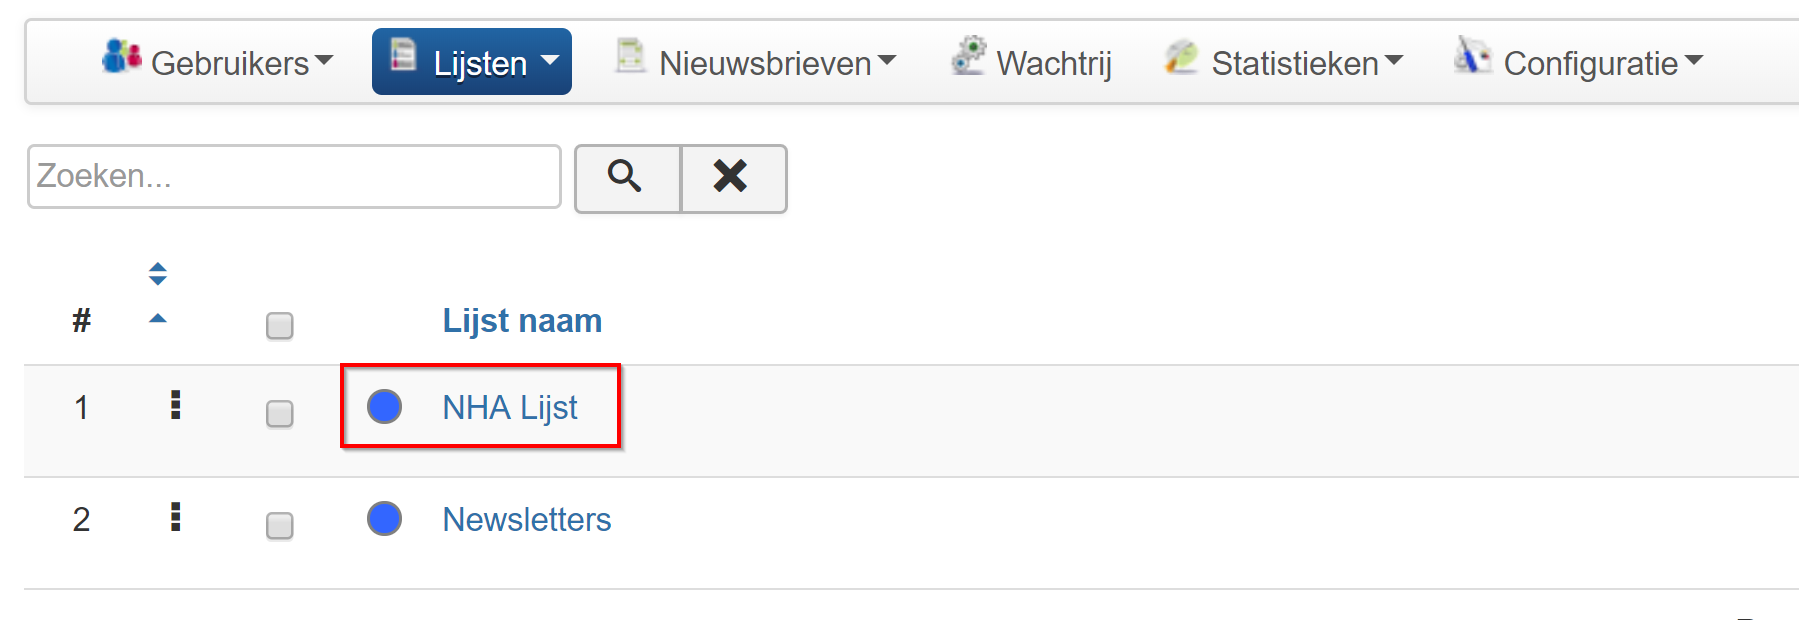 Gebruikers Lijsten Nieuwsbrieven Wachtrij Statistieken Configuratie
Zoeken...
# Lijst naam
1 NHA Lijst
2 Newsletters